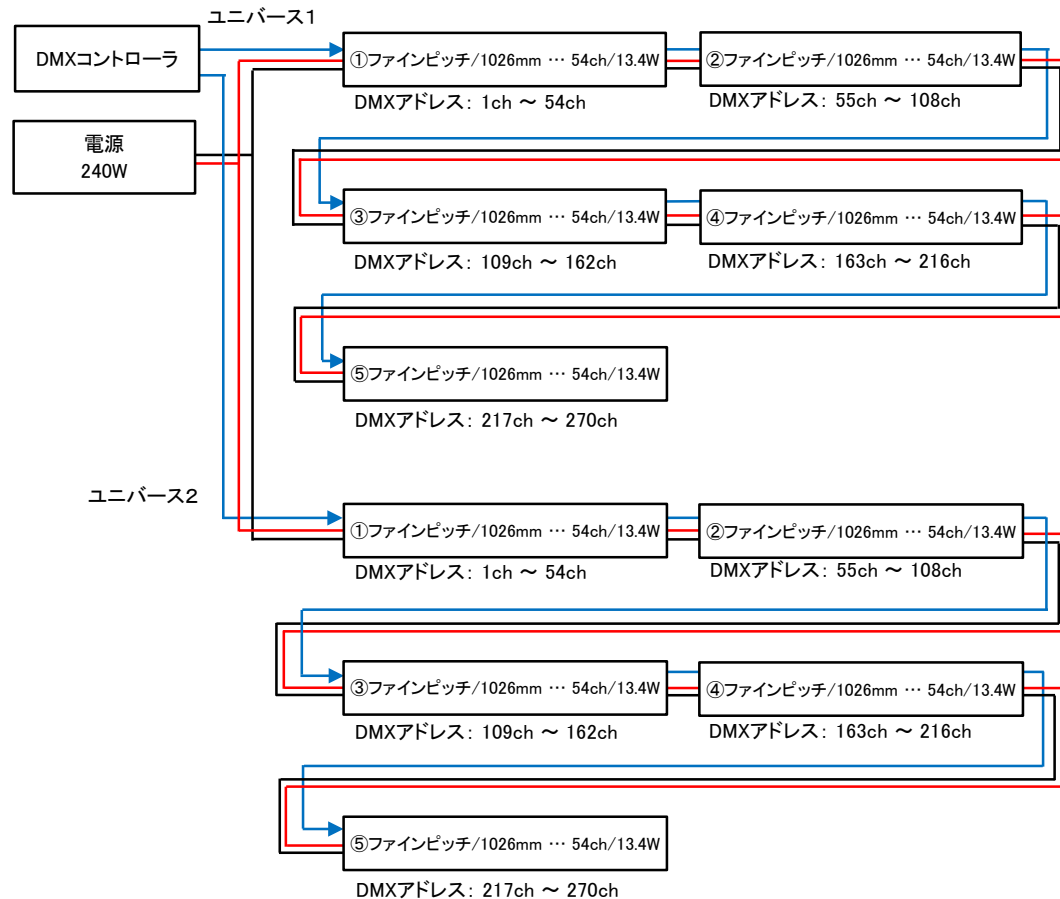 ユニバース1
DMXコントローラ
電源
240W
①ファインピッチ/1026mm … 54ch/13.4W
DMXアドレス: 1ch ～ 54ch
②ファインピッチ/1026mm … 54ch/13.4W
DMXアドレス: 55ch ～ 108ch
③ファインピッチ/1026mm … 54ch/13.4W
DMXアドレス: 109ch ～ 162ch
④ファインピッチ/1026mm … 54ch/13.4W
DMXアドレス: 163ch ～ 216ch
⑤ファインピッチ/1026mm … 54ch/13.4W
DMXアドレス: 217ch ～ 270ch
ユニバース2
①ファインピッチ/1026mm … 54ch/13.4W
DMXアドレス: 1ch ～ 54ch
②ファインピッチ/1026mm … 54ch/13.4W
DMXアドレス: 55ch ～ 108ch
③ファインピッチ/1026mm … 54ch/13.4W
DMXアドレス: 109ch ～ 162ch
④ファインピッチ/1026mm … 54ch/13.4W
DMXアドレス: 163ch ～ 216ch
⑤ファインピッチ/1026mm … 54ch/13.4W
DMXアドレス: 217ch ～ 270ch